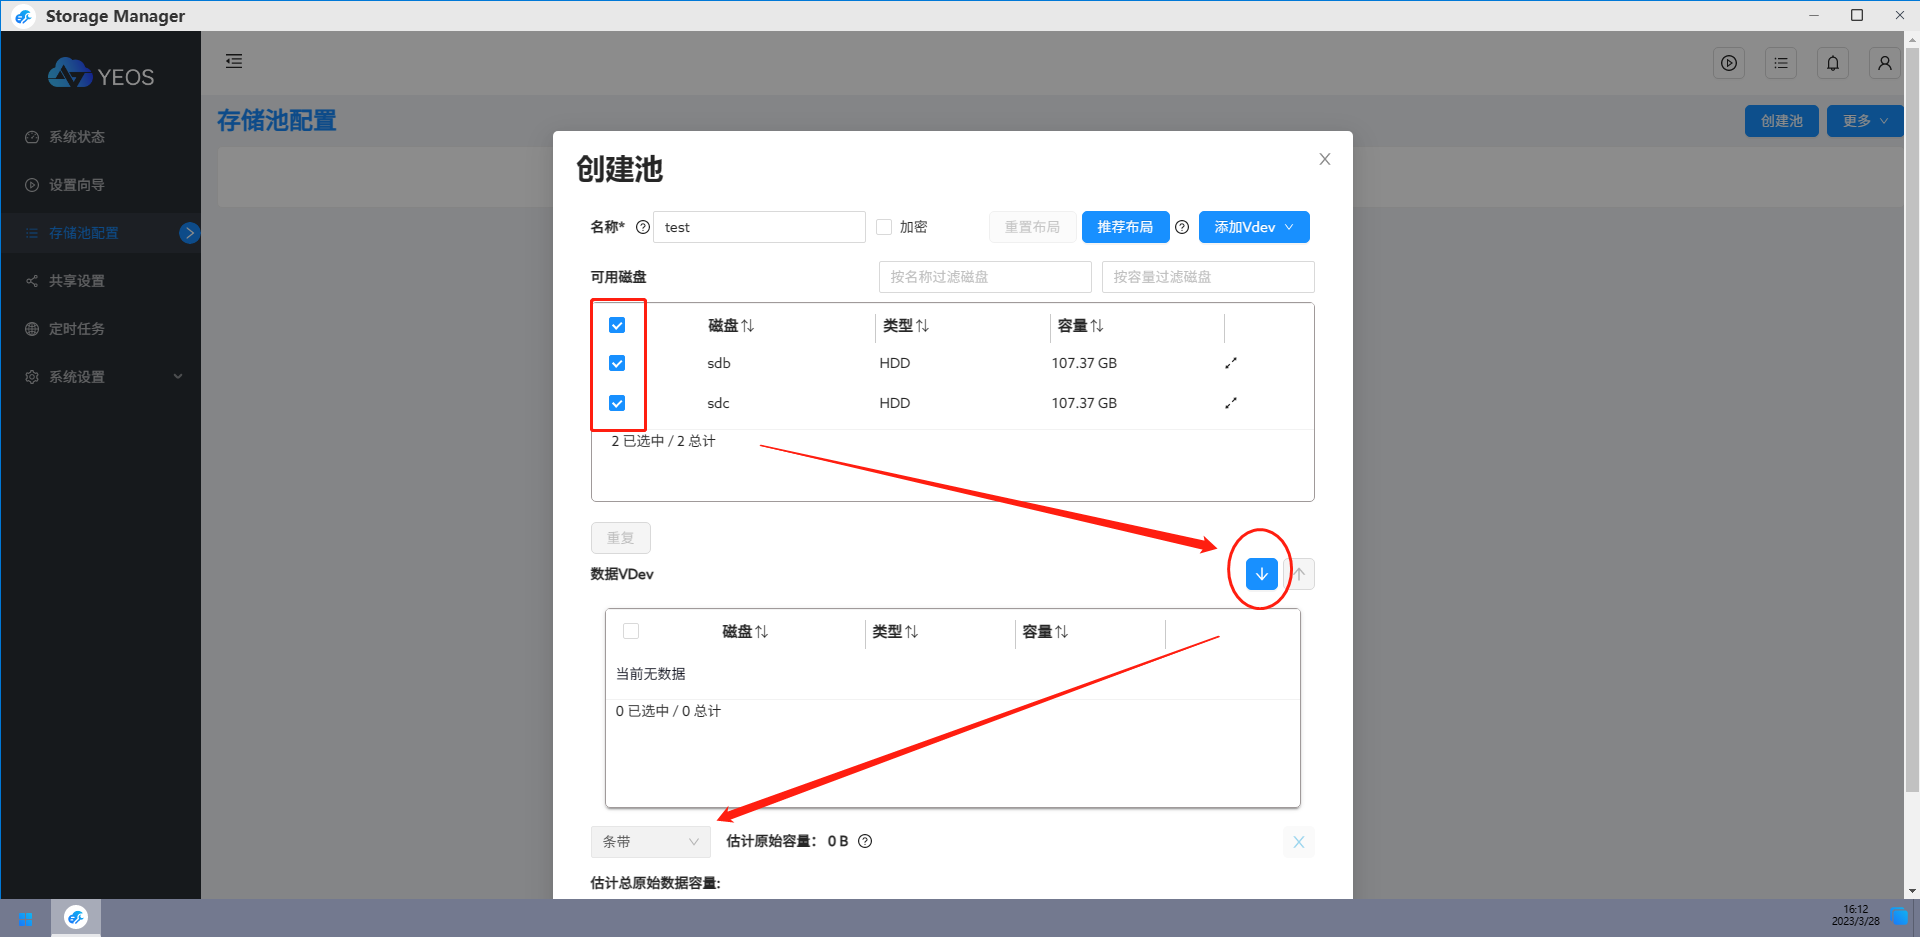 Storage Manager
YEOS
系统状态
设置向导
存储池配置
共享设置
定时任务
系统设置
存储池配置
创建池
更多
创建池
名称*
test
加密
重置布局
推荐布局
添加Vdev
可用磁盘
按名称过滤磁盘
按容量过滤磁盘
磁盘 类型 容量
sdb HDD 107.37 GB
sdc HDD 107.37 GB
2 已选中 / 2 总计
重复
数据VDev
磁盘 类型 容量
当前无数据
0 已选中 / 0 总计
条带
估计原始容量： 0 B
估计总原始数据容量:
16:12
2023/3/28